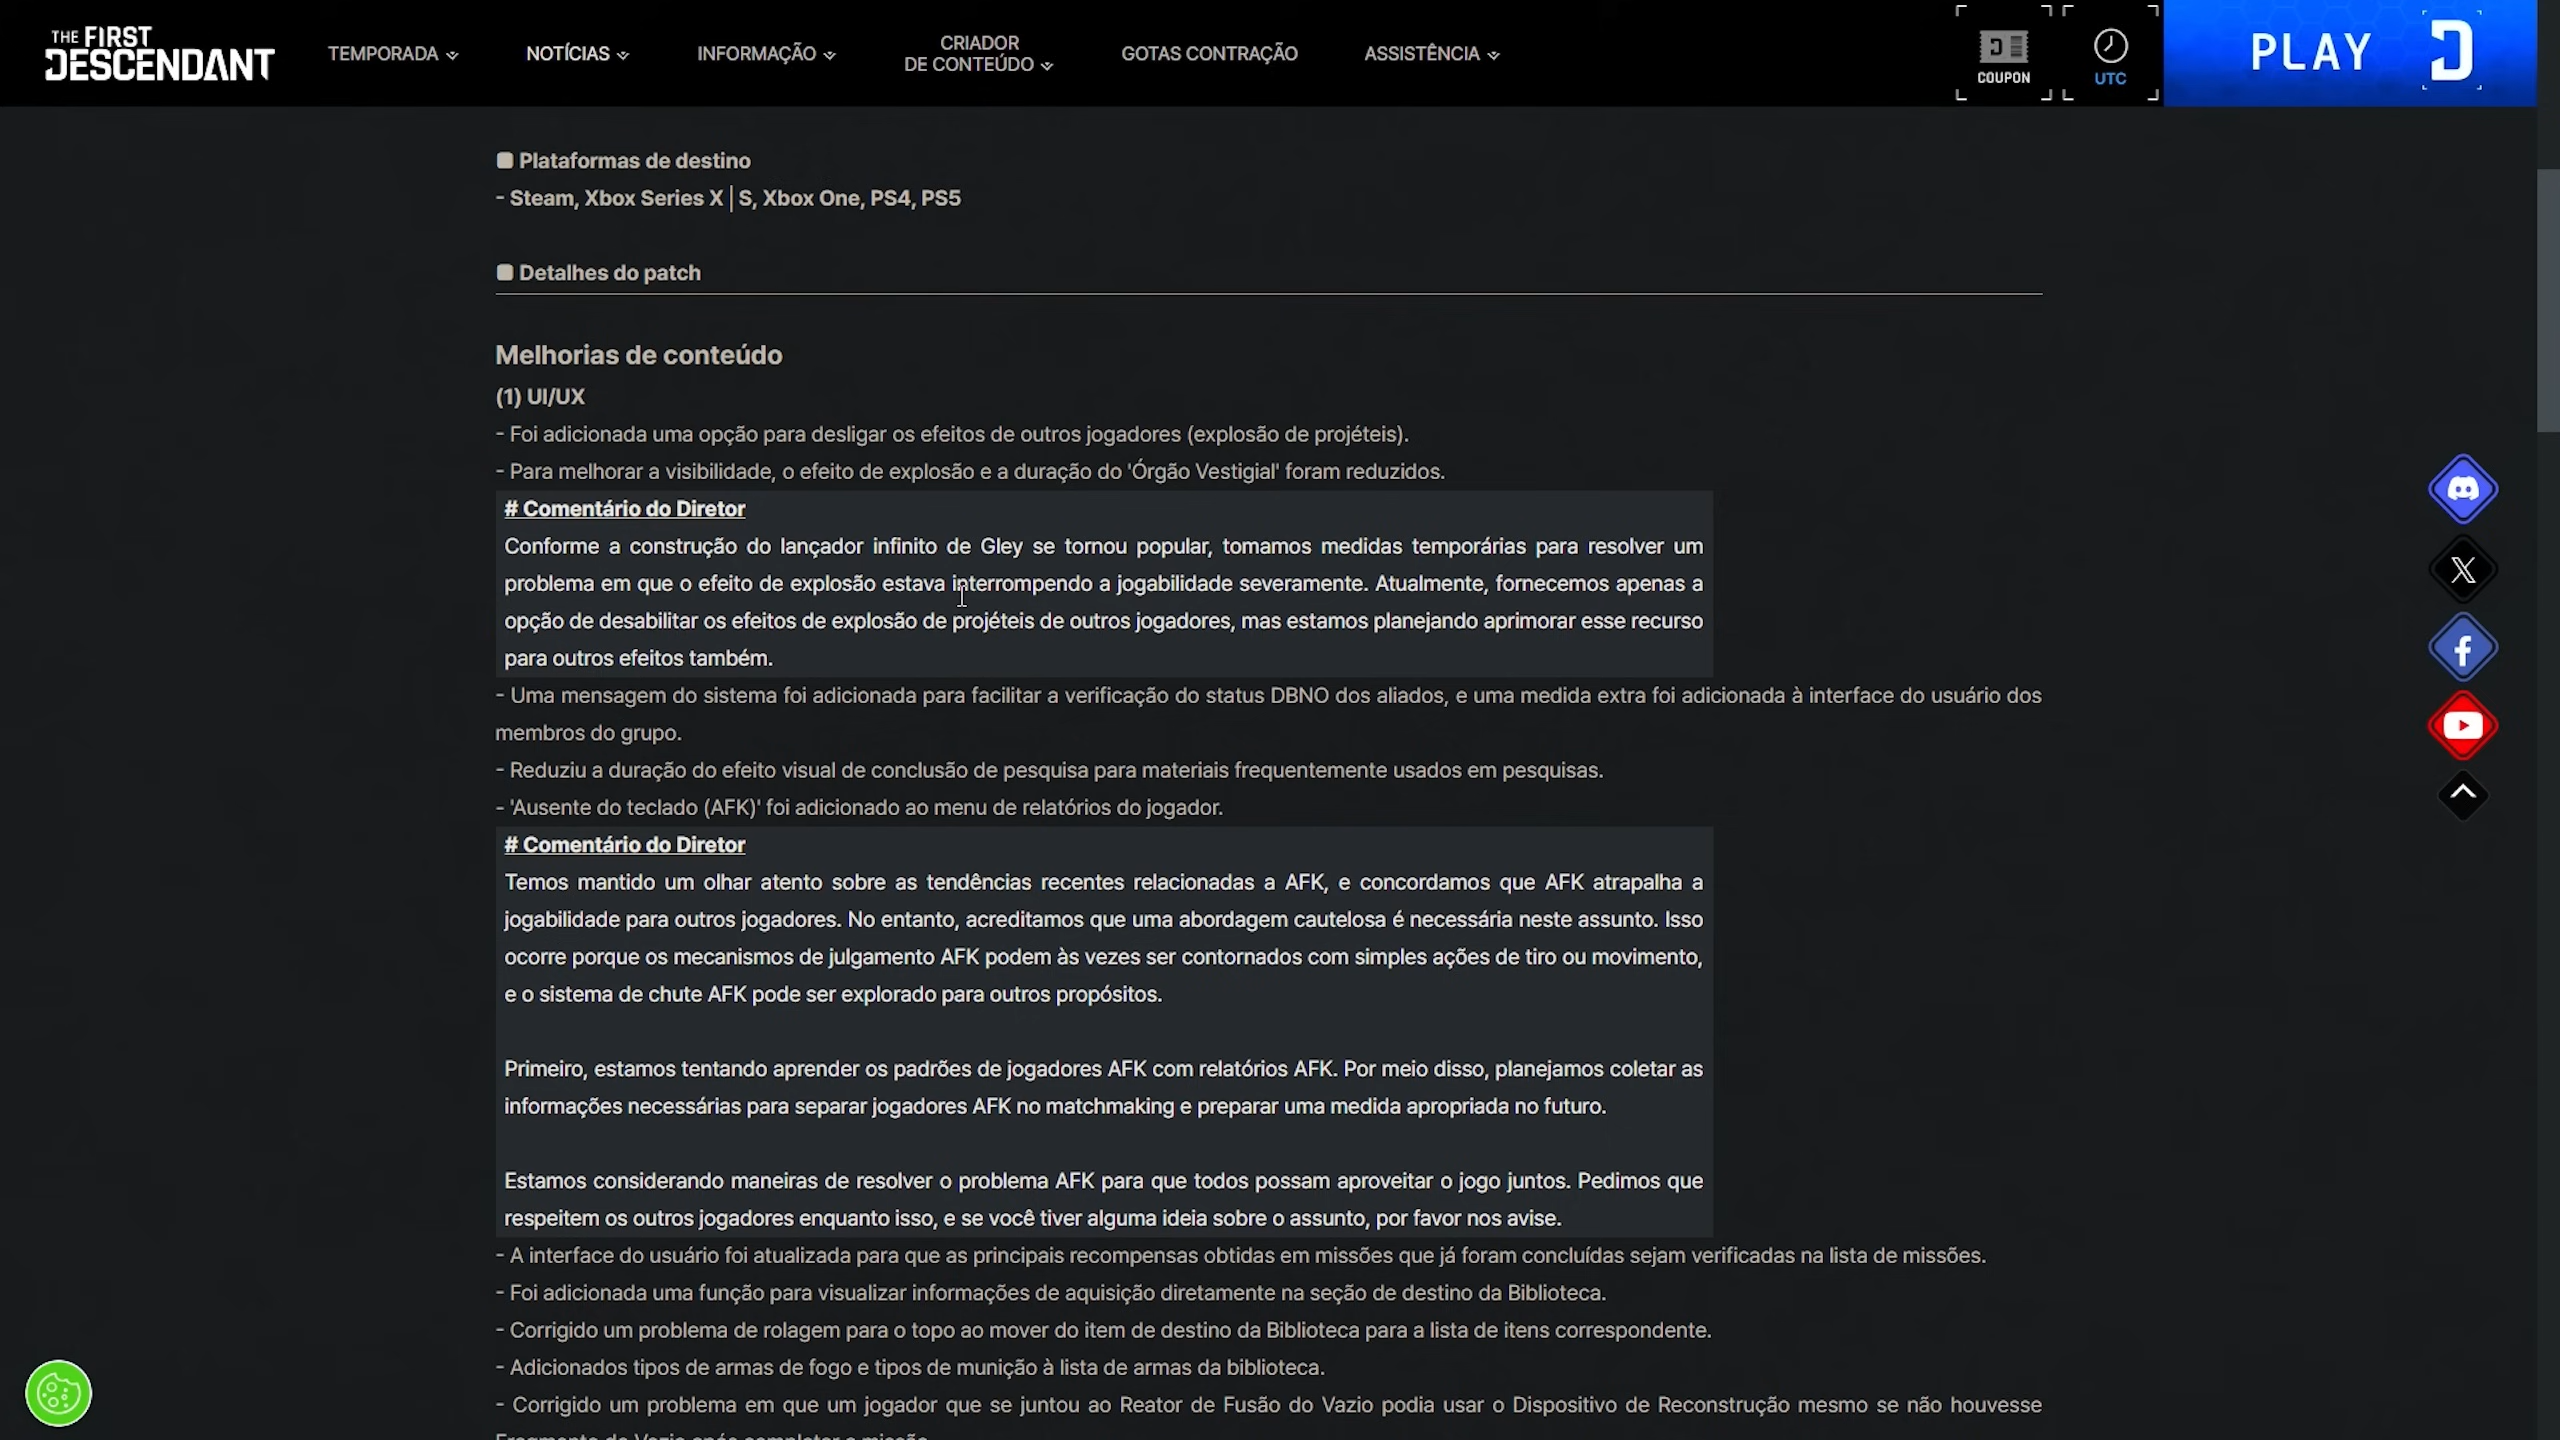 THE FIRST
DESCENDANT
TEMPORADA
NOTÍCIAS
INFORMAÇÃO
CRIADOR
DE CONTEÚDO
GOTAS CONTRAÇÃO
ASSISTÊNCIA
COUPON
UTC
PLAY
Plataformas de destino
- Steam, Xbox Series X | S, Xbox One, PS4, PS5
Detalhes do patch
Melhorias de conteúdo
(1) UI/UX
- Foi adicionada uma opção para desligar os efeitos de outros jogadores (explosão de projéteis).
- Para melhorar a visibilidade, o efeito de explosão e a duração do 'Órgão Vestigial' foram reduzidos.
# Comentário do Diretor
Conforme a construção do lançador infinito de Gley se tornou popular, tomamos medidas temporárias para resolver um
problema em que o efeito de explosão estava interrompendo a jogabilidade severamente. Atualmente, fornecemos apenas a
opção de desabilitar os efeitos de explosão de projéteis de outros jogadores, mas estamos planejando aprimorar esse recurso
para outros efeitos também.
- Uma mensagem do sistema foi adicionada para facilitar a verificação do status DBNO dos aliados, e uma medida extra foi adicionada à interface do usuário dos
membros do grupo.
- Reduziu a duração do efeito visual de conclusão de pesquisa para materiais frequentemente usados em pesquisas.
- 'Ausente do teclado (AFK)' foi adicionado ao menu de relatórios do jogador.
# Comentário do Diretor
Temos mantido um olhar atento sobre as tendências recentes relacionadas a AFK, e concordamos que AFK atrapalha a
jogabilidade para outros jogadores. No entanto, acreditamos que uma abordagem cautelosa é necessária neste assunto. Isso
ocorre porque os mecanismos de julgamento AFK podem às vezes ser contornados com simples ações de tiro ou movimento,
e o sistema de chute AFK pode ser explorado para outros propósitos.
Primeiro, estamos tentando aprender os padrões de jogadores AFK com relatórios AFK. Por meio disso, planejamos coletar as
informações necessárias para separar jogadores AFK no matchmaking e preparar uma medida apropriada no futuro.
Estamos considerando maneiras de resolver o problema AFK para que todos possam aproveitar o jogo juntos. Pedimos que
respeitem os outros jogadores enquanto isso, e se você tiver alguma ideia sobre o assunto, por favor nos avise.
- A interface do usuário foi atualizada para que as principais recompensas obtidas em missões que já foram concluídas sejam verificadas na lista de missões.
- Foi adicionada uma função para visualizar informações de aquisição diretamente na seção de destino da Biblioteca.
- Corrigido um problema de rolagem para o topo ao mover do item de destino da Biblioteca para a lista de itens correspondente.
- Adicionados tipos de armas de fogo e tipos de munição à lista de armas da biblioteca.
- Corrigido um problema em que um jogador que se juntou ao Reator de Fusão do Vazio podia usar o Dispositivo de Reconstrução mesmo se não houvesse